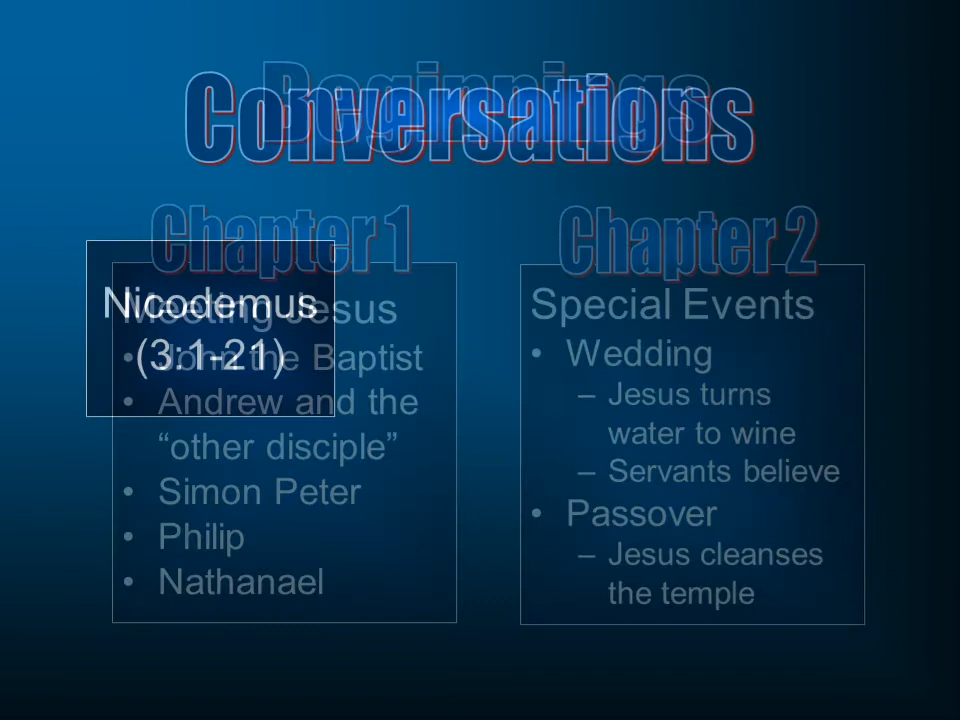 Beginnings
Conversations
Chapter 1
Meeting Jesus
• John the Baptist
• Andrew and the
“other disciple”
• Simon Peter
• Philip
• Nathanael
Nicodemus
(3:1-21)
Chapter 2
Special Events
• Wedding
– Jesus turns
water to wine
– Servants believe
• Passover
– Jesus cleanses
the temple